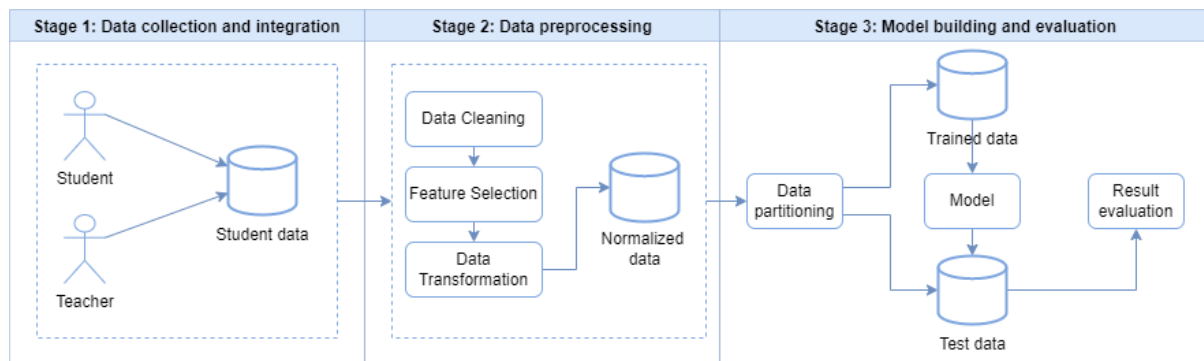 Stage 1: Data collection and integration
Stage 2: Data preprocessing
Stage 3: Model building and evaluation
Student
Teacher
Student data
Data Cleaning
Feature Selection
Data
Transformation
Normalized
data
Data
partitioning
Trained data
Model
Test data
Result
evaluation